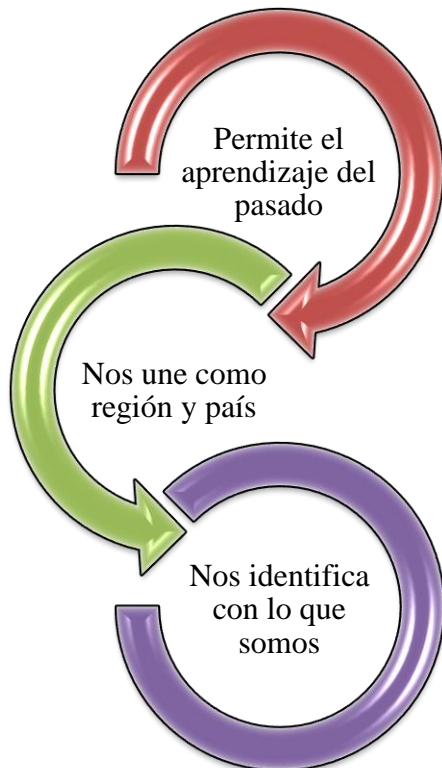 Permite el
aprendizaje del
pasado
Nos une como
región y país
Nos identifica
con lo que
somos